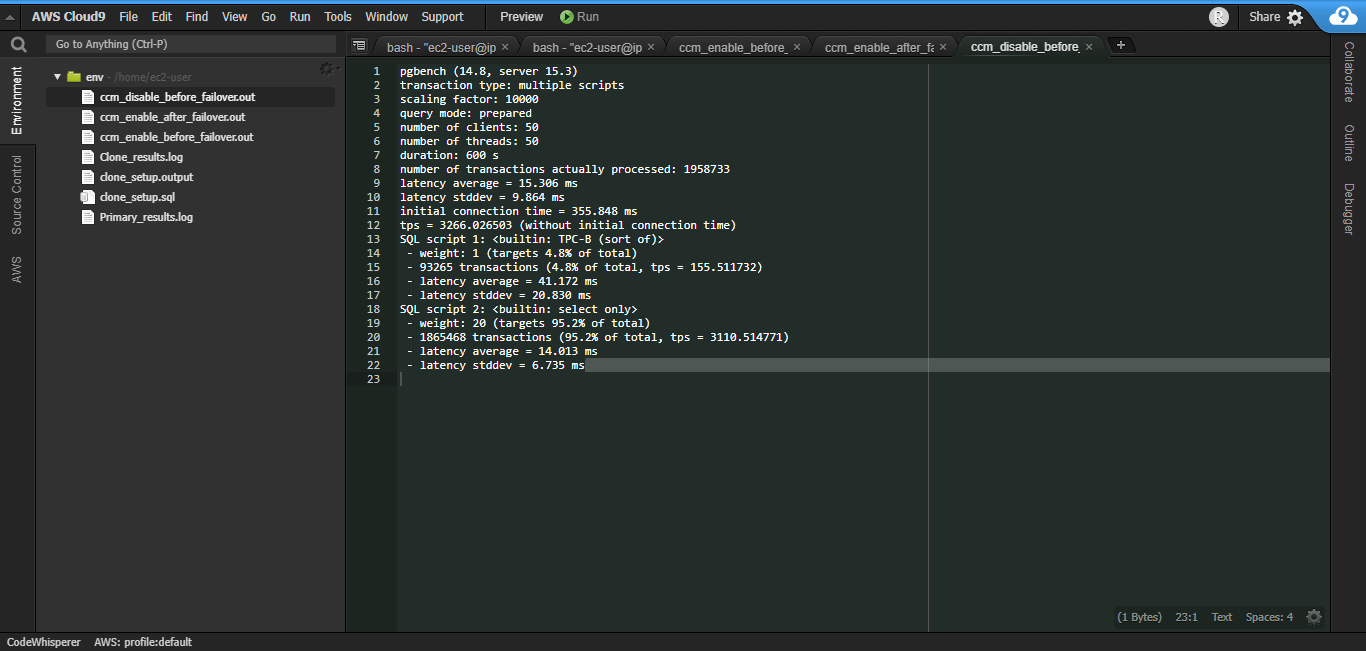 AWS Cloud9 File Edit Find View Go Run Tools Window Support Preview Run R Share 9
Go to Anything (Ctrl-P)
bash - "ec2-user@ip × bash - "ec2-user@ip × ccm_enable_before_ × ccm_enable_after_fa × ccm_disable_before_ × +
Environment
Source Control
AWS
env - /home/ec2-user
ccm_disable_before_failover.out
ccm_enable_after_failover.out
ccm_enable_before_failover.out
Clone_results.log
clone_setup.output
clone_setup.sql
Primary_results.log
1 pgbench (14.8, server 15.3)
2 transaction type: multiple scripts
3 scaling factor: 10000
4 query mode: prepared
5 number of clients: 50
6 number of threads: 50
7 duration: 600 s
8 number of transactions actually processed: 1958733
9 latency average = 15.306 ms
10 latency stddev = 9.864 ms
11 initial connection time = 355.848 ms
12 tps = 3266.026503 (without initial connection time)
13 SQL script 1: <builtin: TPC-B (sort of)>
14 - weight: 1 (targets 4.8% of total)
15 - 93265 transactions (4.8% of total, tps = 155.511732)
16 - latency average = 41.172 ms
17 - latency stddev = 20.830 ms
18 SQL script 2: <builtin: select only>
19 - weight: 20 (targets 95.2% of total)
20 - 1865468 transactions (95.2% of total, tps = 3110.514771)
21 - latency average = 14.013 ms
22 - latency stddev = 6.735 ms
23
Collaborate
Outline
Debugger
(1 Bytes) 23:1 Text Spaces: 4
CodeWhisperer AWS: profile:default